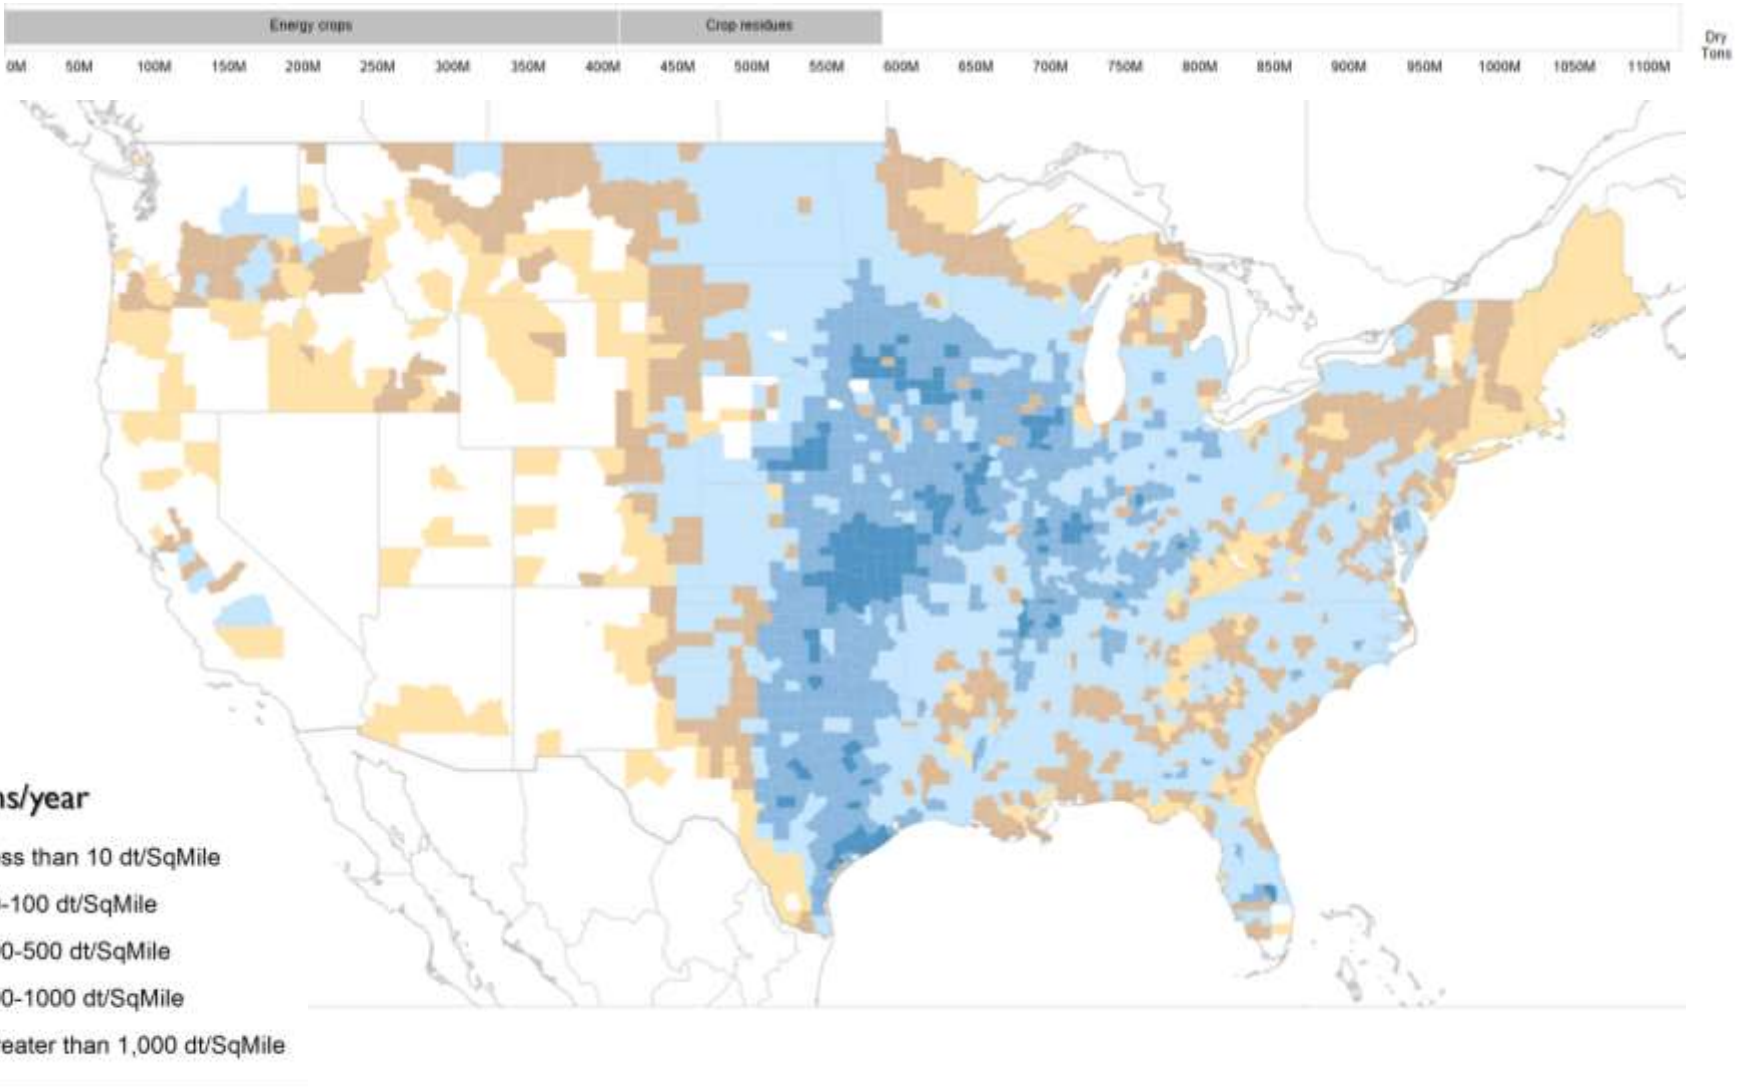 Energy crops Crop residues
Dry
Tons
0M 50M 100M 150M 200M 250M 300M 350M 400M 450M 500M 550M 600M 650M 700M 750M 800M 850M 900M 950M 1000M 1050M 1100M
ns/year
ess than 10 dt/SqMile
-100 dt/SqMile
0-500 dt/SqMile
0-1000 dt/SqMile
reater than 1,000 dt/SqMile